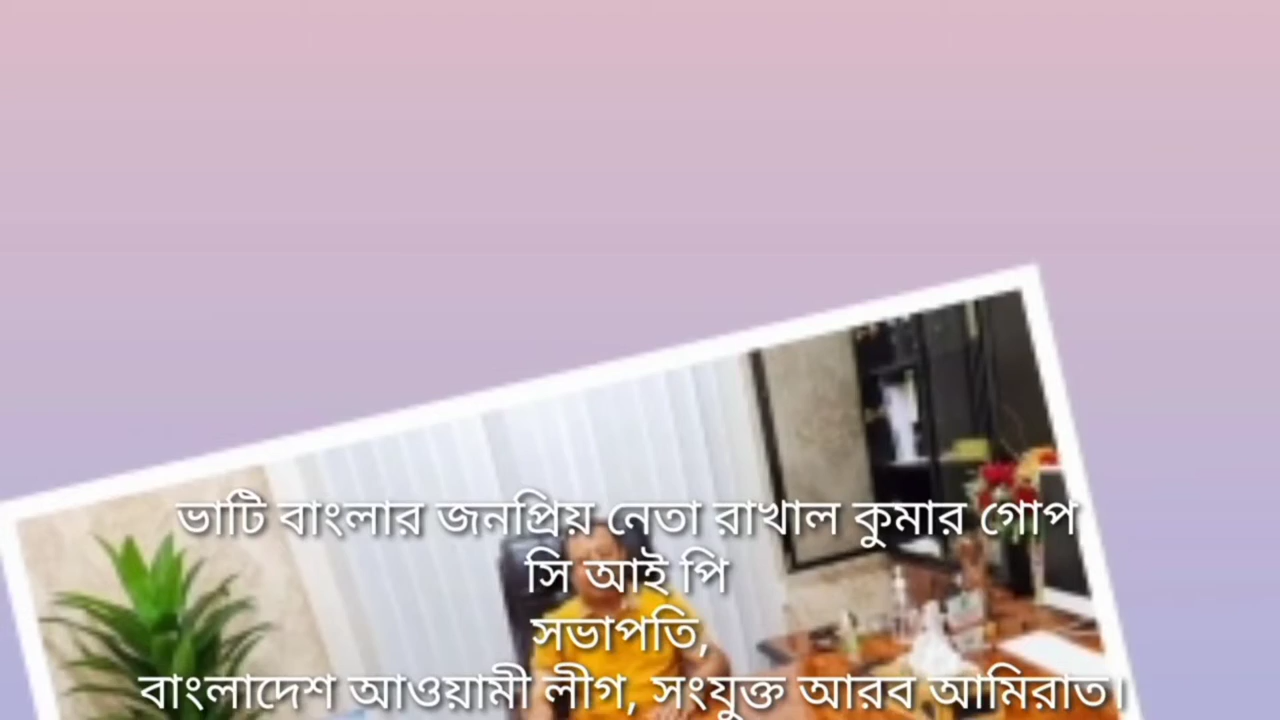 ভাটি বাংলার জনপ্রিয় নেতা রাখাল কুমার গোপ
সি আই পি
সভাপতি,
বাংলাদেশ আওয়ামী লীগ, সংযুক্ত আরব আমিরাত।